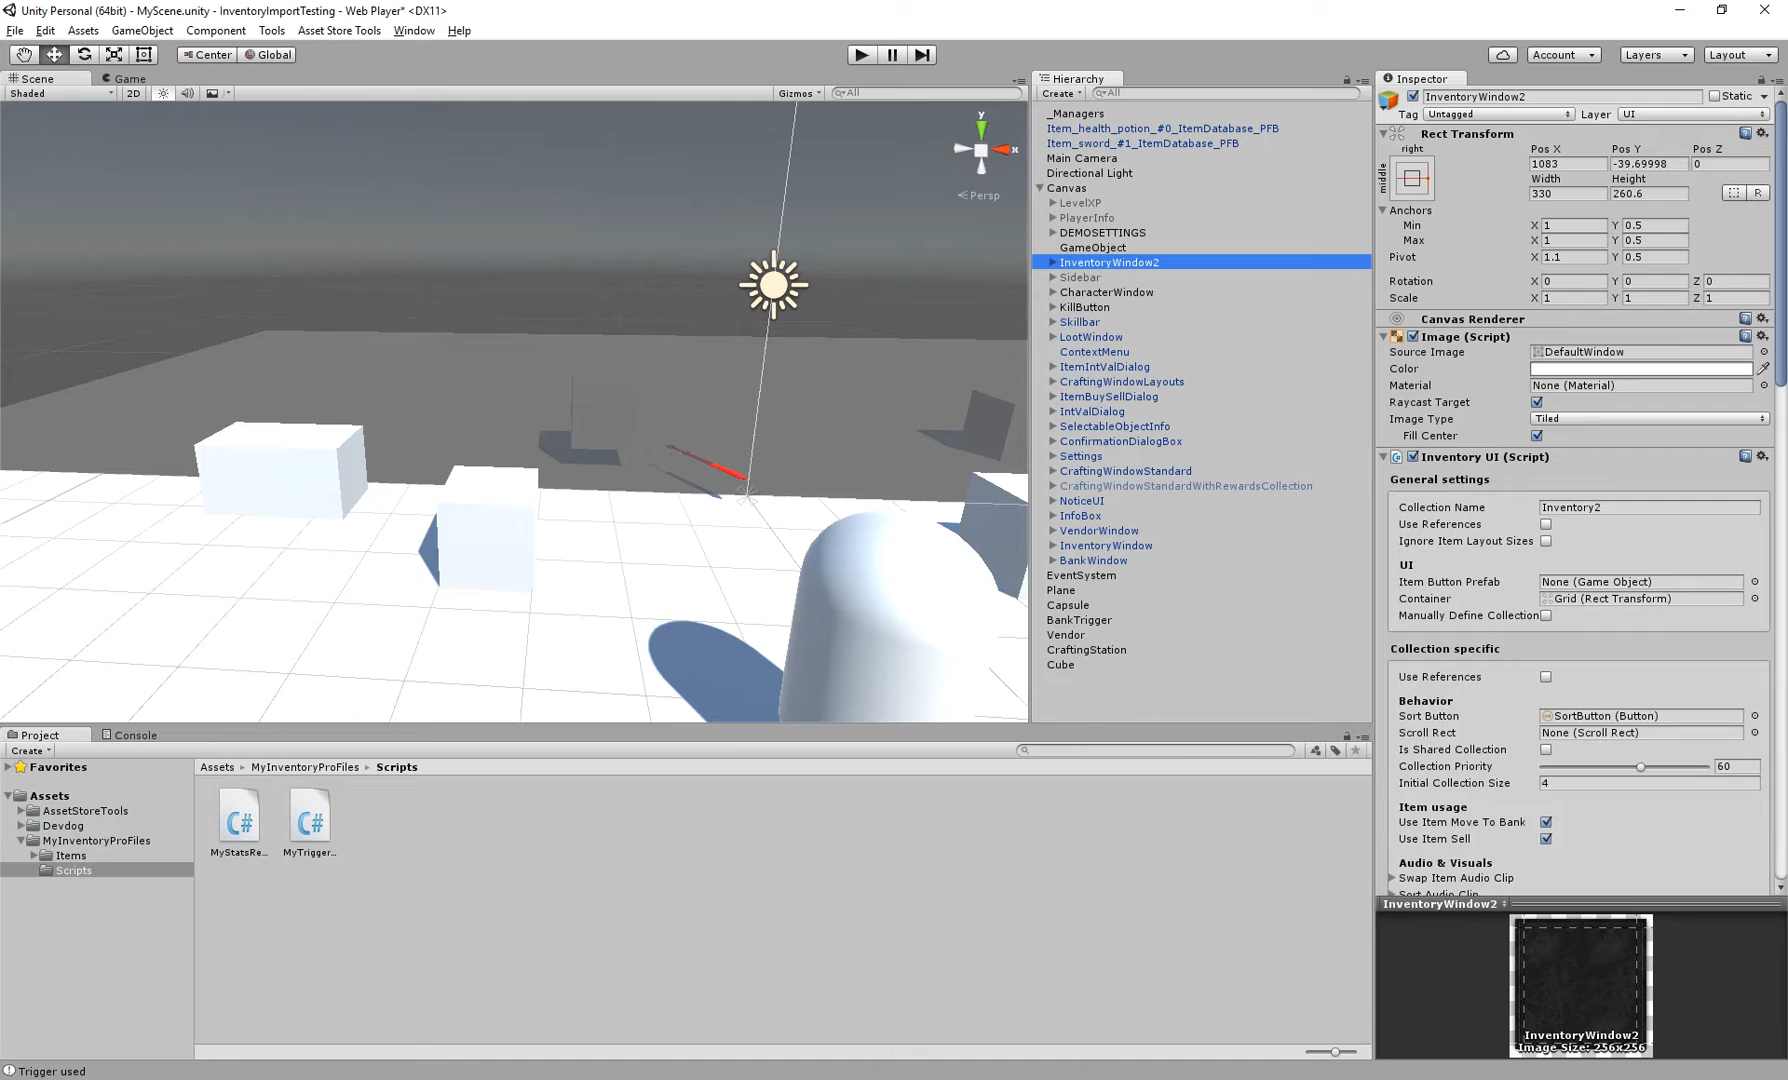 Unity Personal (64bit) - MyScene.unity - InventoryImportTesting - Web Player* <DX11>
File Edit Assets GameObject Component Tools Asset Store Tools Window Help
Center Global
Account Layers Layout
Scene Game
Shaded 2D Gizmos All
y
x
Persp
Hierarchy
Create All
_Managers
Item_health_potion_#0_ItemDatabase_PFB
Item_sword_#1_ItemDatabase_PFB
Main Camera
Directional Light
Canvas
LevelXP
PlayerInfo
DEMOSETTINGS
GameObject
InventoryWindow2
Sidebar
CharacterWindow
KillButton
Skillbar
LootWindow
ContextMenu
ItemIntValDialog
CraftingWindowLayouts
ItemBuySellDialog
IntValDialog
SelectableObjectInfo
ConfirmationDialogBox
Settings
CraftingWindowStandard
CraftingWindowStandardWithRewardsCollection
NoticeUI
InfoBox
VendorWindow
InventoryWindow
BankWindow
EventSystem
Plane
Capsule
BankTrigger
Vendor
CraftingStation
Cube
Inspector
InventoryWindow2 Static
Tag Untagged Layer UI
Rect Transform
right Pos X Pos Y Pos Z
middle 1083 -39.69998 0
Width Height
330 260.6 R
Anchors
Min X 1 Y 0.5
Max X 1 Y 0.5
Pivot X 1.1 Y 0.5
Rotation X 0 Y 0 Z 0
Scale X 1 Y 1 Z 1
Canvas Renderer
Image (Script)
Source Image DefaultWindow
Color
Material None (Material)
Raycast Target
Image Type Tiled
Fill Center
Inventory UI (Script)
General settings
Collection Name Inventory2
Use References
Ignore Item Layout Sizes
UI
Item Button Prefab None (Game Object)
Container Grid (Rect Transform)
Manually Define Collection
Collection specific
Use References
Behavior
Sort Button SortButton (Button)
Scroll Rect None (Scroll Rect)
Is Shared Collection
Collection Priority 60
Initial Collection Size 4
Item usage
Use Item Move To Bank
Use Item Sell
Audio & Visuals
Swap Item Audio Clip
Sort Audio Clip
InventoryWindow2
InventoryWindow2
Image Size: 256x256
Project Console
Create
Favorites
Assets
AssetStoreTools
Devdog
MyInventoryProFiles
Items
Scripts
Assets MyInventoryProFiles Scripts
C# C#
MyStatsRe... MyTrigger...
Trigger used